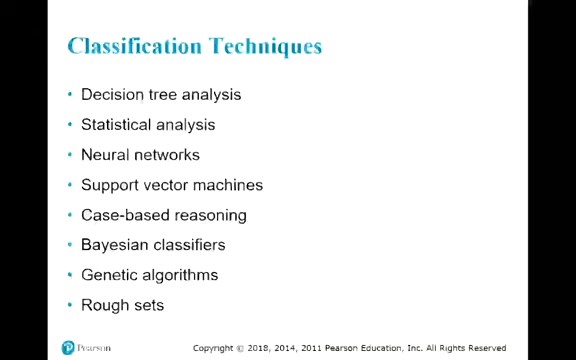 Classification Techniques
• Decision tree analysis
• Statistical analysis
• Neural networks
• Support vector machines
• Case-based reasoning
• Bayesian classifiers
• Genetic algorithms
• Rough sets
Pearson
Copyright © 2018, 2014, 2011 Pearson Education, Inc. All Rights Reserved